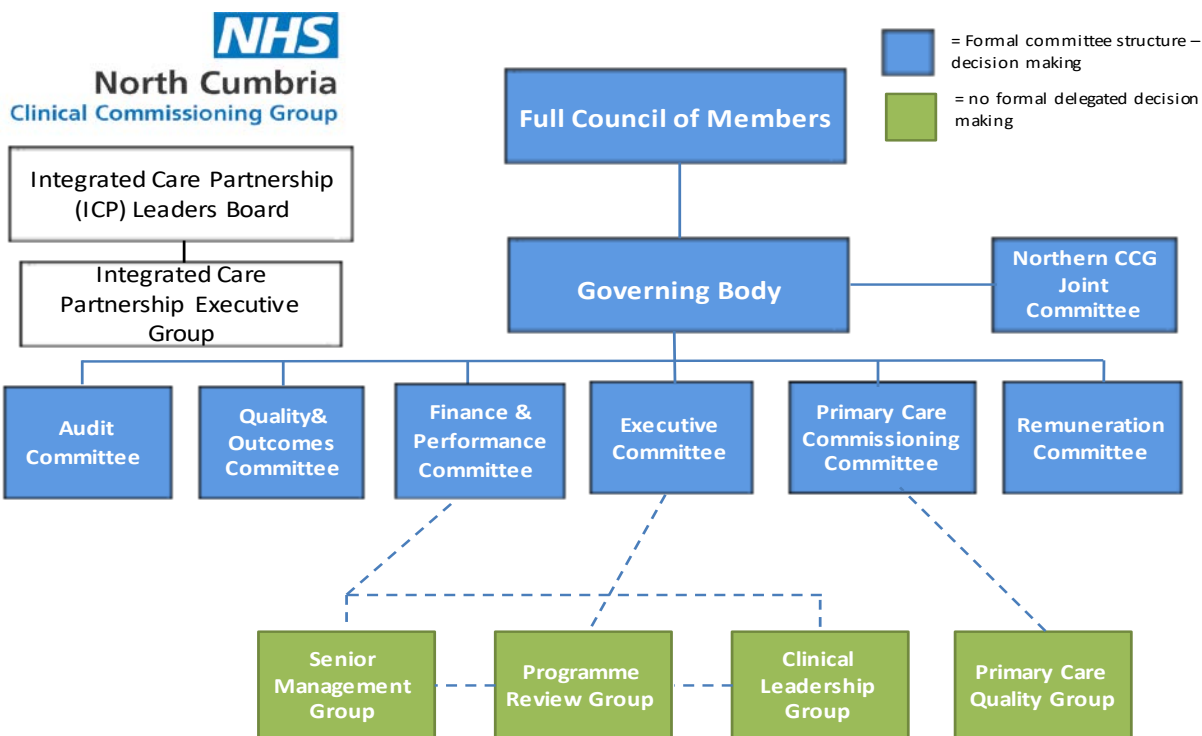 NHS
North Cumbria
Clinical Commissioning Group
= Formal committee structure –
decision making
= no formal delegated decision
making
Full Council of Members
Integrated Care Partnership
(ICP) Leaders Board
Integrated Care
Partnership Executive
Group
Governing Body
Northern CCG
Joint
Committee
Audit
Committee
Quality&
Outcomes
Committee
Finance &
Performance
Committee
Executive
Committee
Primary Care
Commissioning
Committee
Remuneration
Committee
Senior
Management
Group
Programme
Review Group
Clinical
Leadership
Group
Primary Care
Quality Group